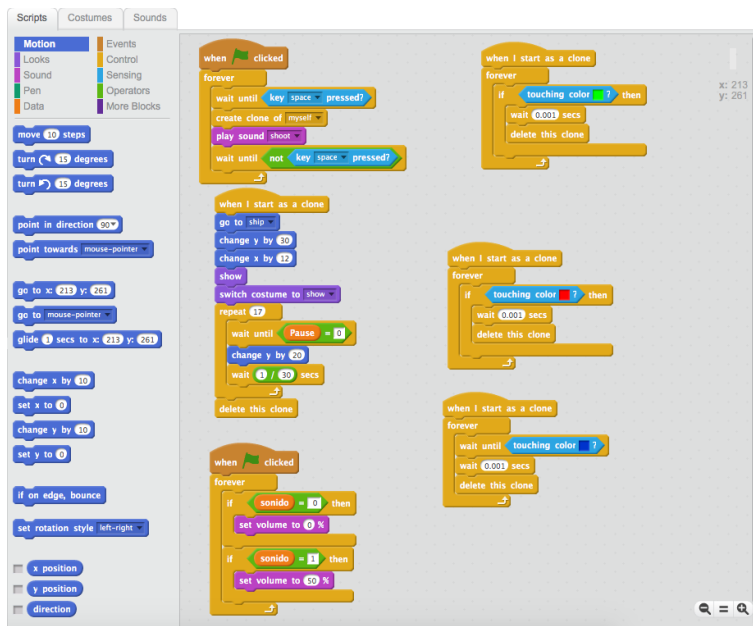 Scripts Costumes Sounds
Motion Events
Looks Control
Sound Sensing
Pen Operators
Data More Blocks
move 10 steps
turn 15 degrees
turn 15 degrees
point in direction 90
point towards mouse-pointer
go to x: 213 y: 261
go to mouse-pointer
glide 1 secs to x: 213 y: 261
change x by 10
set x to 0
change y by 10
set y to 0
if on edge, bounce
set rotation style left-right
x position
y position
direction
when clicked
forever
wait until key space pressed?
create clone of myself
play sound shoot
wait until not key space pressed?
when I start as a clone
go to ship
change y by 30
change x by 12
show
switch costume to show
repeat 17
wait until Pause = 0
change y by 20
wait 1 / 30 secs
delete this clone
when clicked
forever
if sonido = 0 then
set volume to 0 %
if sonido = 1 then
set volume to 50 %
when I start as a clone
forever
if touching color ? then
wait 0.001 secs
delete this clone
x: 213
y: 261
when I start as a clone
forever
if touching color ? then
wait 0.001 secs
delete this clone
when I start as a clone
forever
wait until touching color ?
wait 0.001 secs
delete this clone